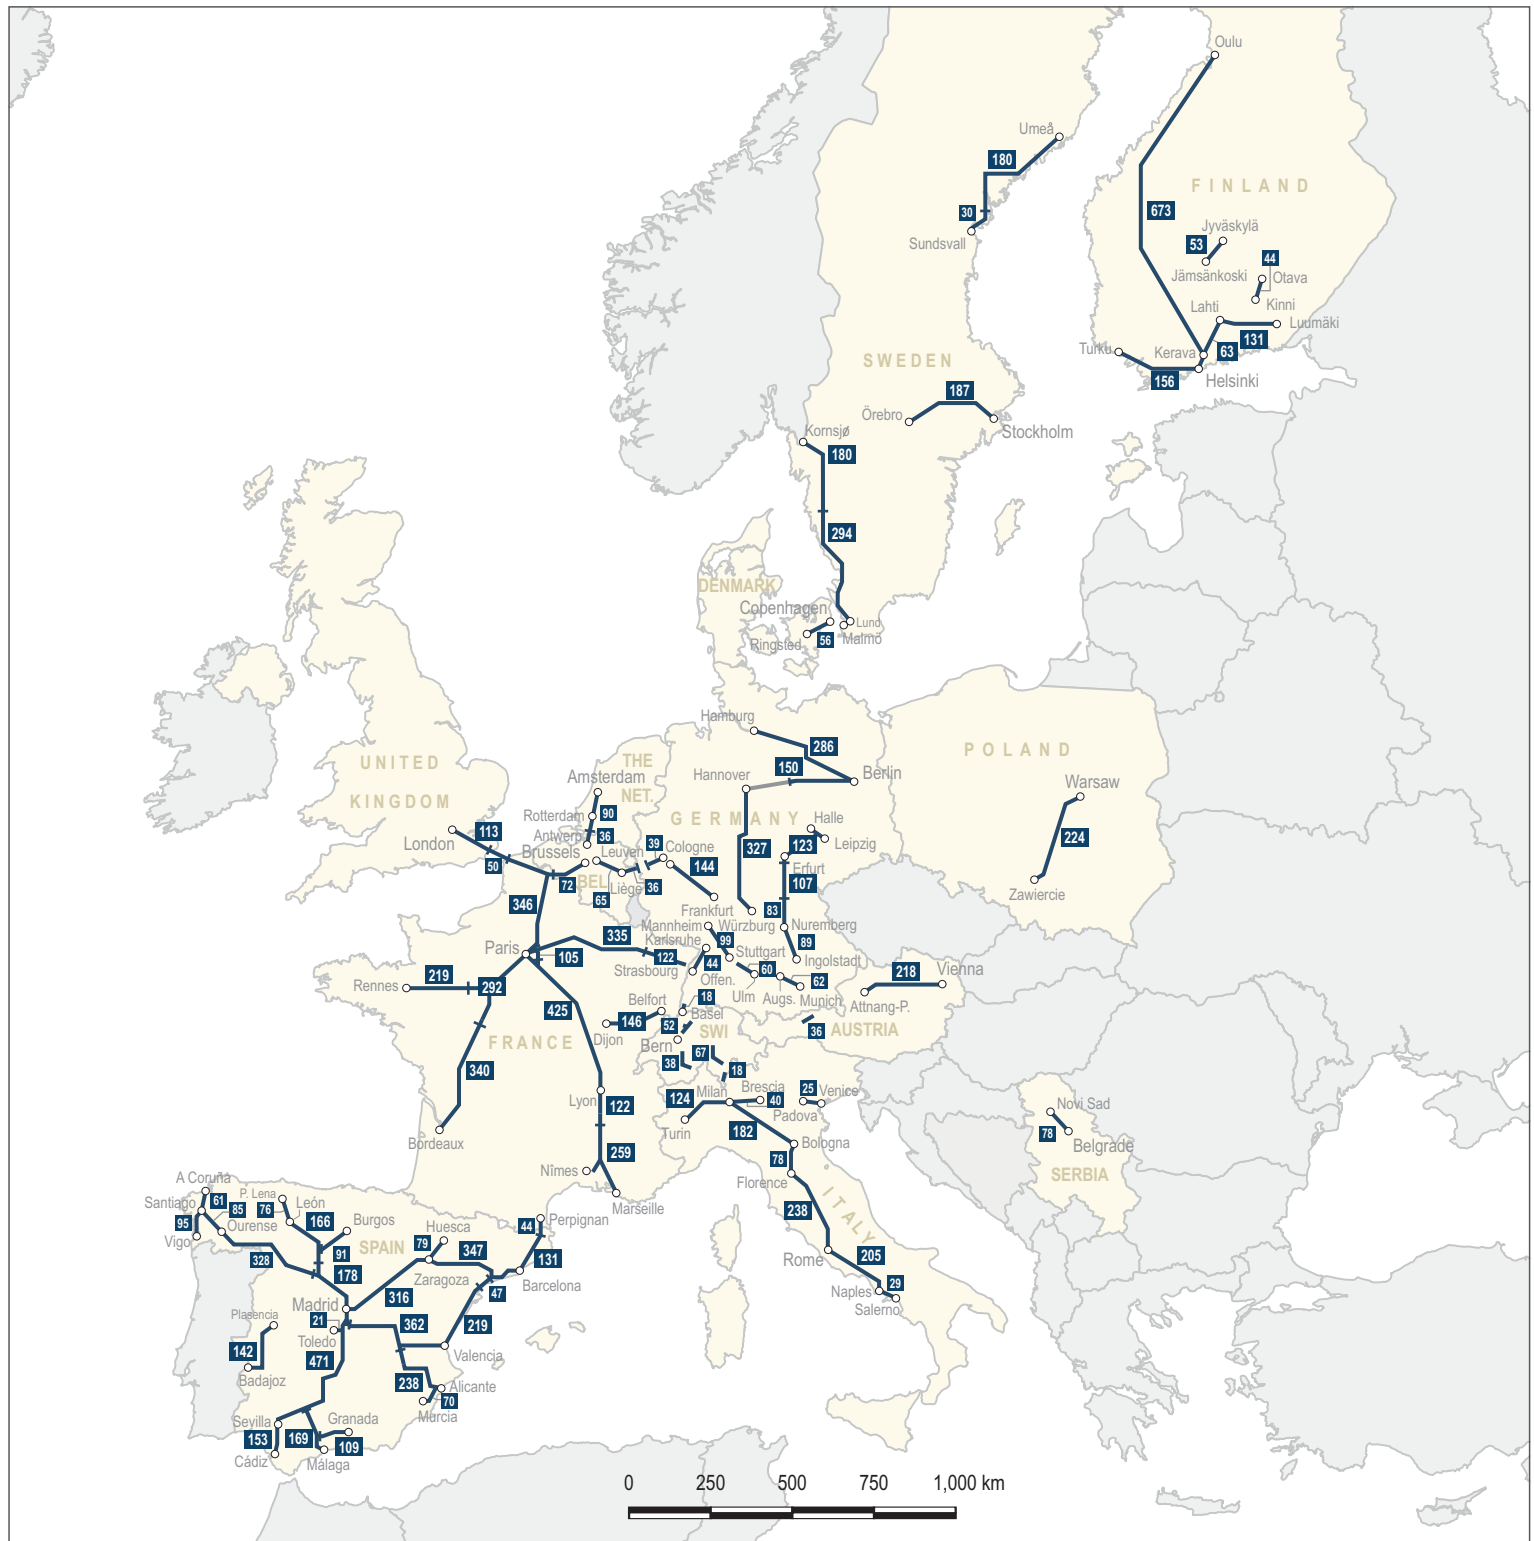 Oulu
Umeå
180
FINLAND
673
30
Jyväskylä
53
Sundsvall
44
Jämsänkoski
Otava
Kinni
Lahti
Luumäki
131
Turku
Kerava
63
SWEDEN
156
Helsinki
187
Örebro
Stockholm
Kornsjø
180
294
DENMARK
Copenhagen
Lund
56
Malmö
Ringsted
Hamburg
286
POLAND
UNITED
KINGDOM
THE
NET.
Amsterdam
Hannover
150
Berlin
Warsaw
90
Rotterdam
GERMANY
Halle
113
London
Antwerp
36
39
Cologne
327
123
Leipzig
224
50
Brussels
Leuven
144
Erfurt
72
BEL
Liège
36
107
Zawiercie
65
346
Frankfurt
83
Mannheim
Würzburg
Nuremberg
Paris
335
Karlsruhe
99
89
105
122
Stuttgart
Strasbourg
44
60
Ingolstadt
219
Offen.
62
218
Vienna
Rennes
292
Ulm
Augs.
Munich
Attnang-P.
425
Belfort
18
146
Basel
52
SWI
36
AUSTRIA
FRANCE
Dijon
Bern
67
38
18
340
Milan
Brescia
25
Venice
Lyon
124
40
Padova
122
Turin
182
Novi Sad
78
Belgrade
Bordeaux
Bologna
259
78
SERBIA
Nîmes
Florence
A Coruña
P. Lena
ITALY
Santiago
61
85
76
León
Marseille
95
Ourense
166
Burgos
Huesca
44
Perpignan
238
Vigo
91
SPAIN
79
347
131
328
178
Zaragoza
Rome
205
Barcelona
316
47
29
Naples
Madrid
Salerno
Plasencia
21
362
219
Toledo
142
471
Valencia
Badajoz
238
Alicante
70
Murcia
Sevilla
Granada
153
169
109
Cádiz
Málaga
0 250 500 750 1,000 km